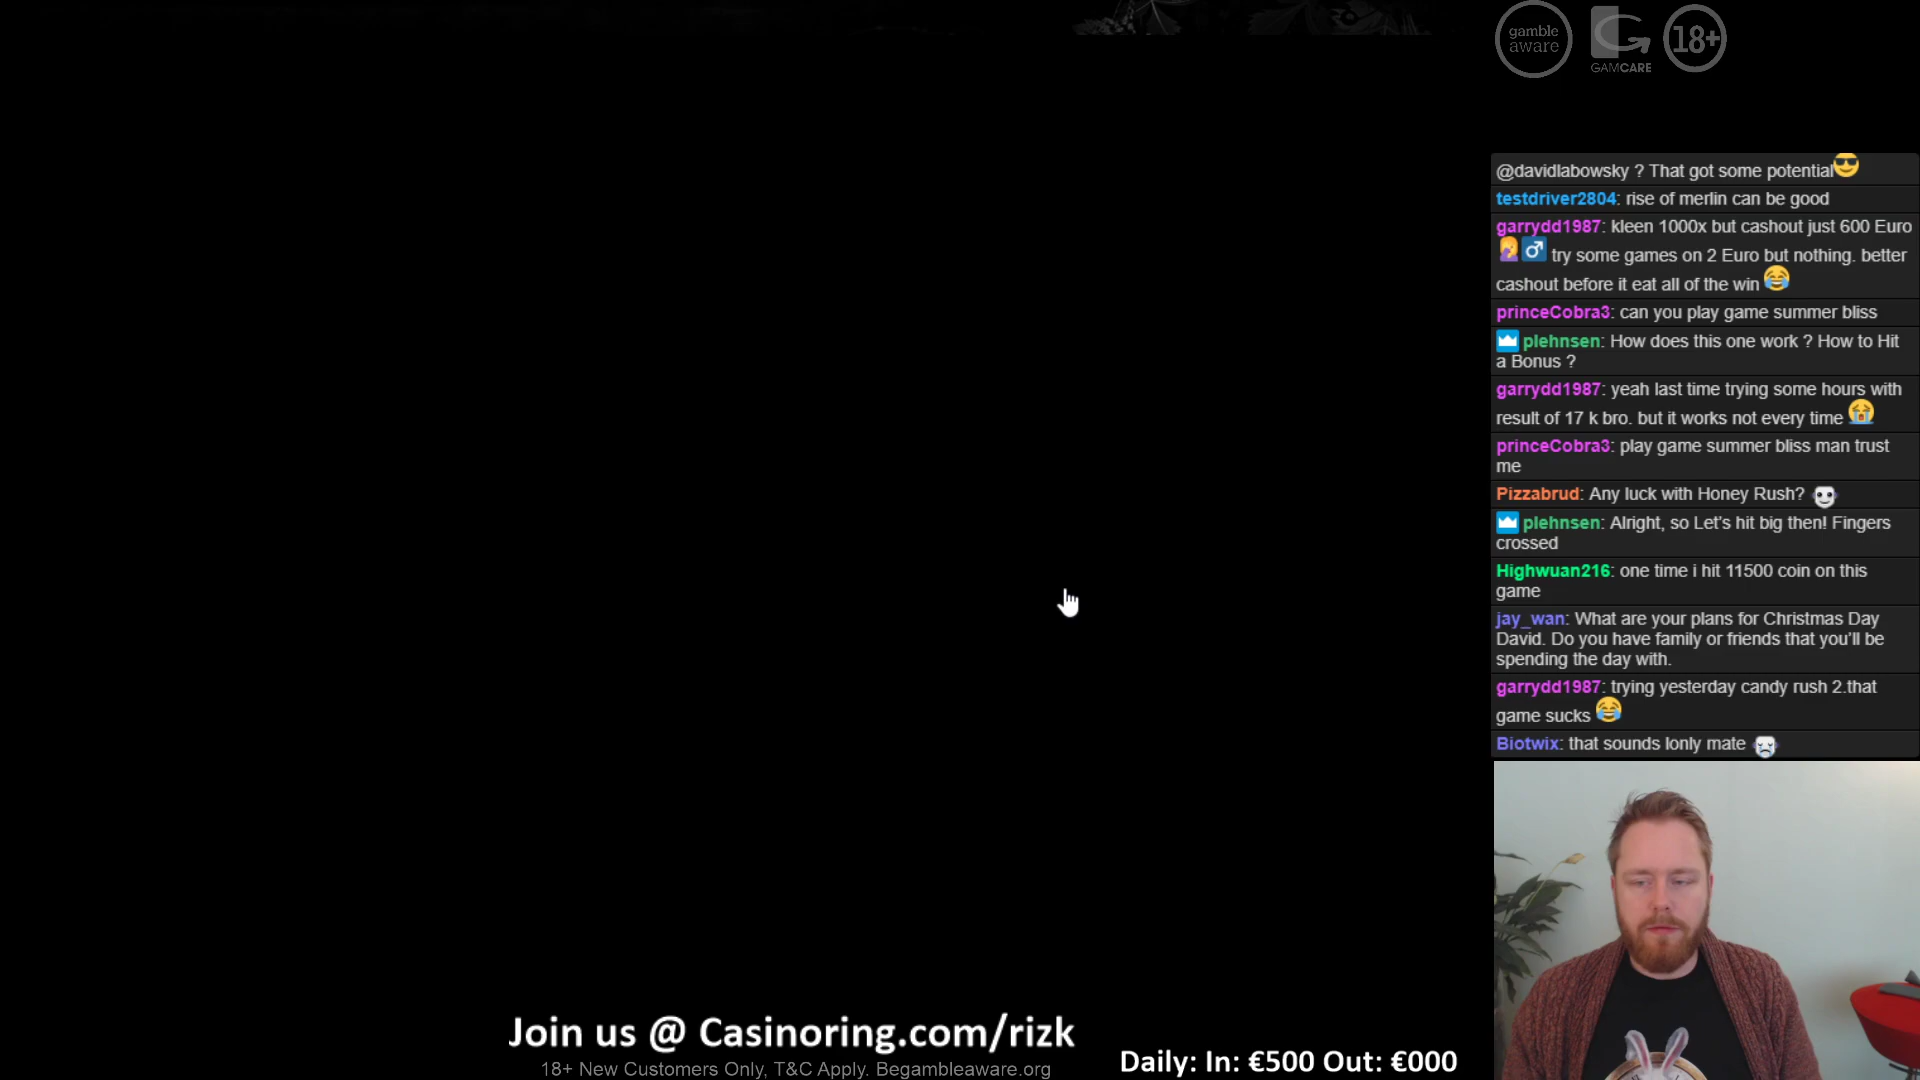 gamble
aware
GAMCARE
18+
@davidlabowsky ? That got some potential
testdriver2804: rise of merlin can be good
garrydd1987: kleen 1000x but cashout just 600 Euro
try some games on 2 Euro but nothing. better
cashout before it eat all of the win
princeCobra3: can you play game summer bliss
plehnsen: How does this one work ? How to Hit
a Bonus ?
garrydd1987: yeah last time trying some hours with
result of 17 k bro. but it works not every time
princeCobra3: play game summer bliss man trust
me
Pizzabrud: Any luck with Honey Rush?
plehnsen: Alright, so Let's hit big then! Fingers
crossed
Highwuan216: one time i hit 11500 coin on this
game
jay_wan: What are your plans for Christmas Day
David. Do you have family or friends that you'll be
spending the day with.
garrydd1987: trying yesterday candy rush 2.that
game sucks
Biotwix: that sounds lonly mate
Join us @ Casinoring.com/rizk
18+ New Customers Only, T&C Apply. Begambleaware.org
Daily: In: €500 Out: €000